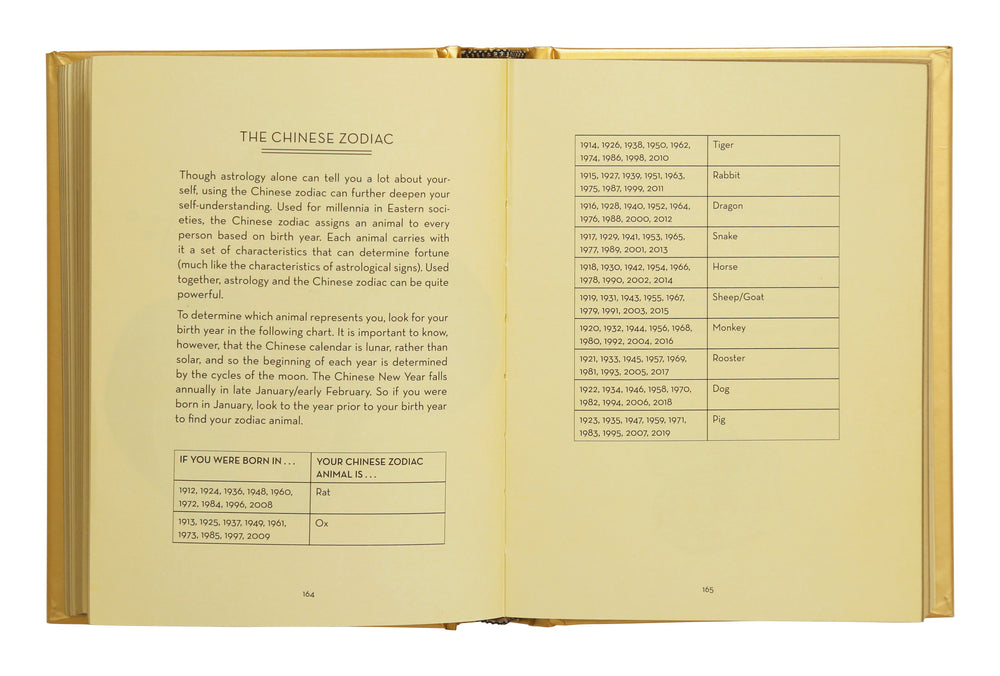 THE CHINESE ZODIAC
Though astrology alone can tell you a lot about your-
self, using the Chinese zodiac can further deepen your
self-understanding. Used for millennia in Eastern soci-
eties, the Chinese zodiac assigns an animal to every
person based on birth year. Each animal carries with
it a set of characteristics that can determine fortune
(much like the characteristics of astrological signs). Used
together, astrology and the Chinese zodiac can be quite
powerful.
To determine which animal represents you, look for your
birth year in the following chart. It is important to know,
however, that the Chinese calendar is lunar, rather than
solar, and so the beginning of each year is determined
by the cycles of the moon. The Chinese New Year falls
annually in late January/early February. So if you were
born in January, look to the year prior to your birth year
to find your zodiac animal.
IF YOU WERE BORN IN . . . YOUR CHINESE ZODIAC
ANIMAL IS . . .
1912, 1924, 1936, 1948, 1960, Rat
1972, 1984, 1996, 2008
1913, 1925, 1937, 1949, 1961, Ox
1973, 1985, 1997, 2009
164
1914, 1926, 1938, 1950, 1962, Tiger
1974, 1986, 1998, 2010
1915, 1927, 1939, 1951, 1963, Rabbit
1975, 1987, 1999, 2011
1916, 1928, 1940, 1952, 1964, Dragon
1976, 1988, 2000, 2012
1917, 1929, 1941, 1953, 1965, Snake
1977, 1989, 2001, 2013
1918, 1930, 1942, 1954, 1966, Horse
1978, 1990, 2002, 2014
1919, 1931, 1943, 1955, 1967, Sheep/Goat
1979, 1991, 2003, 2015
1920, 1932, 1944, 1956, 1968, Monkey
1980, 1992, 2004, 2016
1921, 1933, 1945, 1957, 1969, Rooster
1981, 1993, 2005, 2017
1922, 1934, 1946, 1958, 1970, Dog
1982, 1994, 2006, 2018
1923, 1935, 1947, 1959, 1971, Pig
1983, 1995, 2007, 2019
165